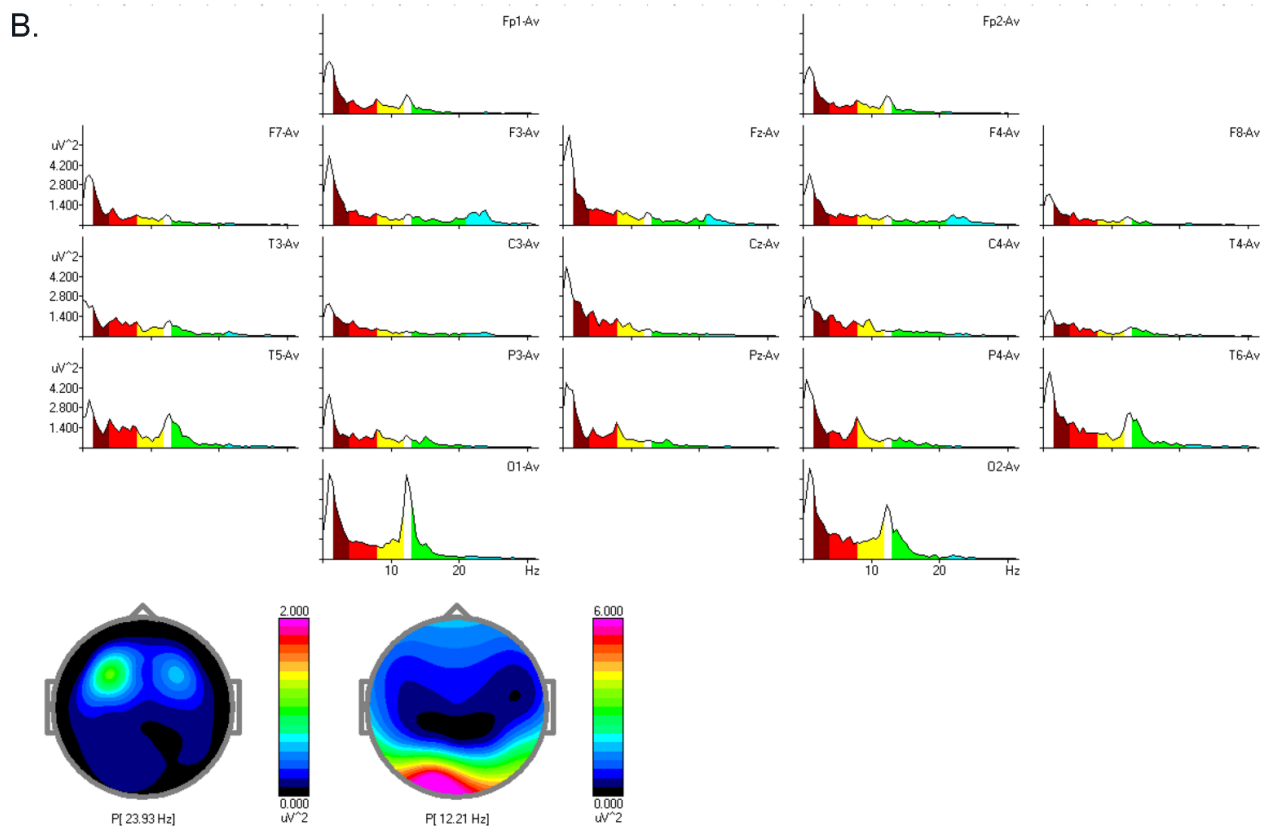 B.
Fp1-Av Fp2-Av
F7-Av F3-Av Fz-Av F4-Av F8-Av
uV^2
4.200
2.800
1.400
T3-Av C3-Av Cz-Av C4-Av T4-Av
uV^2
4.200
2.800
1.400
T5-Av P3-Av Pz-Av P4-Av T6-Av
uV^2
4.200
2.800
1.400
O1-Av O2-Av
10 20 Hz 10 20 Hz
2.000 6.000
0.000 0.000
uV^2 uV^2
P[ 23.93 Hz] P[ 12.21 Hz]